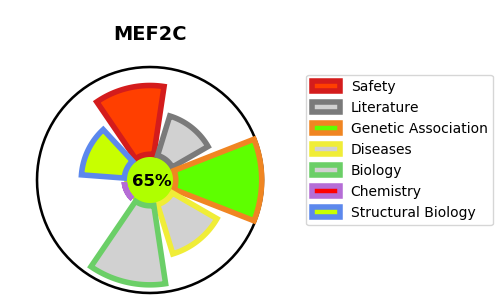 MEF2C
65%
Safety
Literature
Genetic Association
Diseases
Biology
Chemistry
Structural Biology